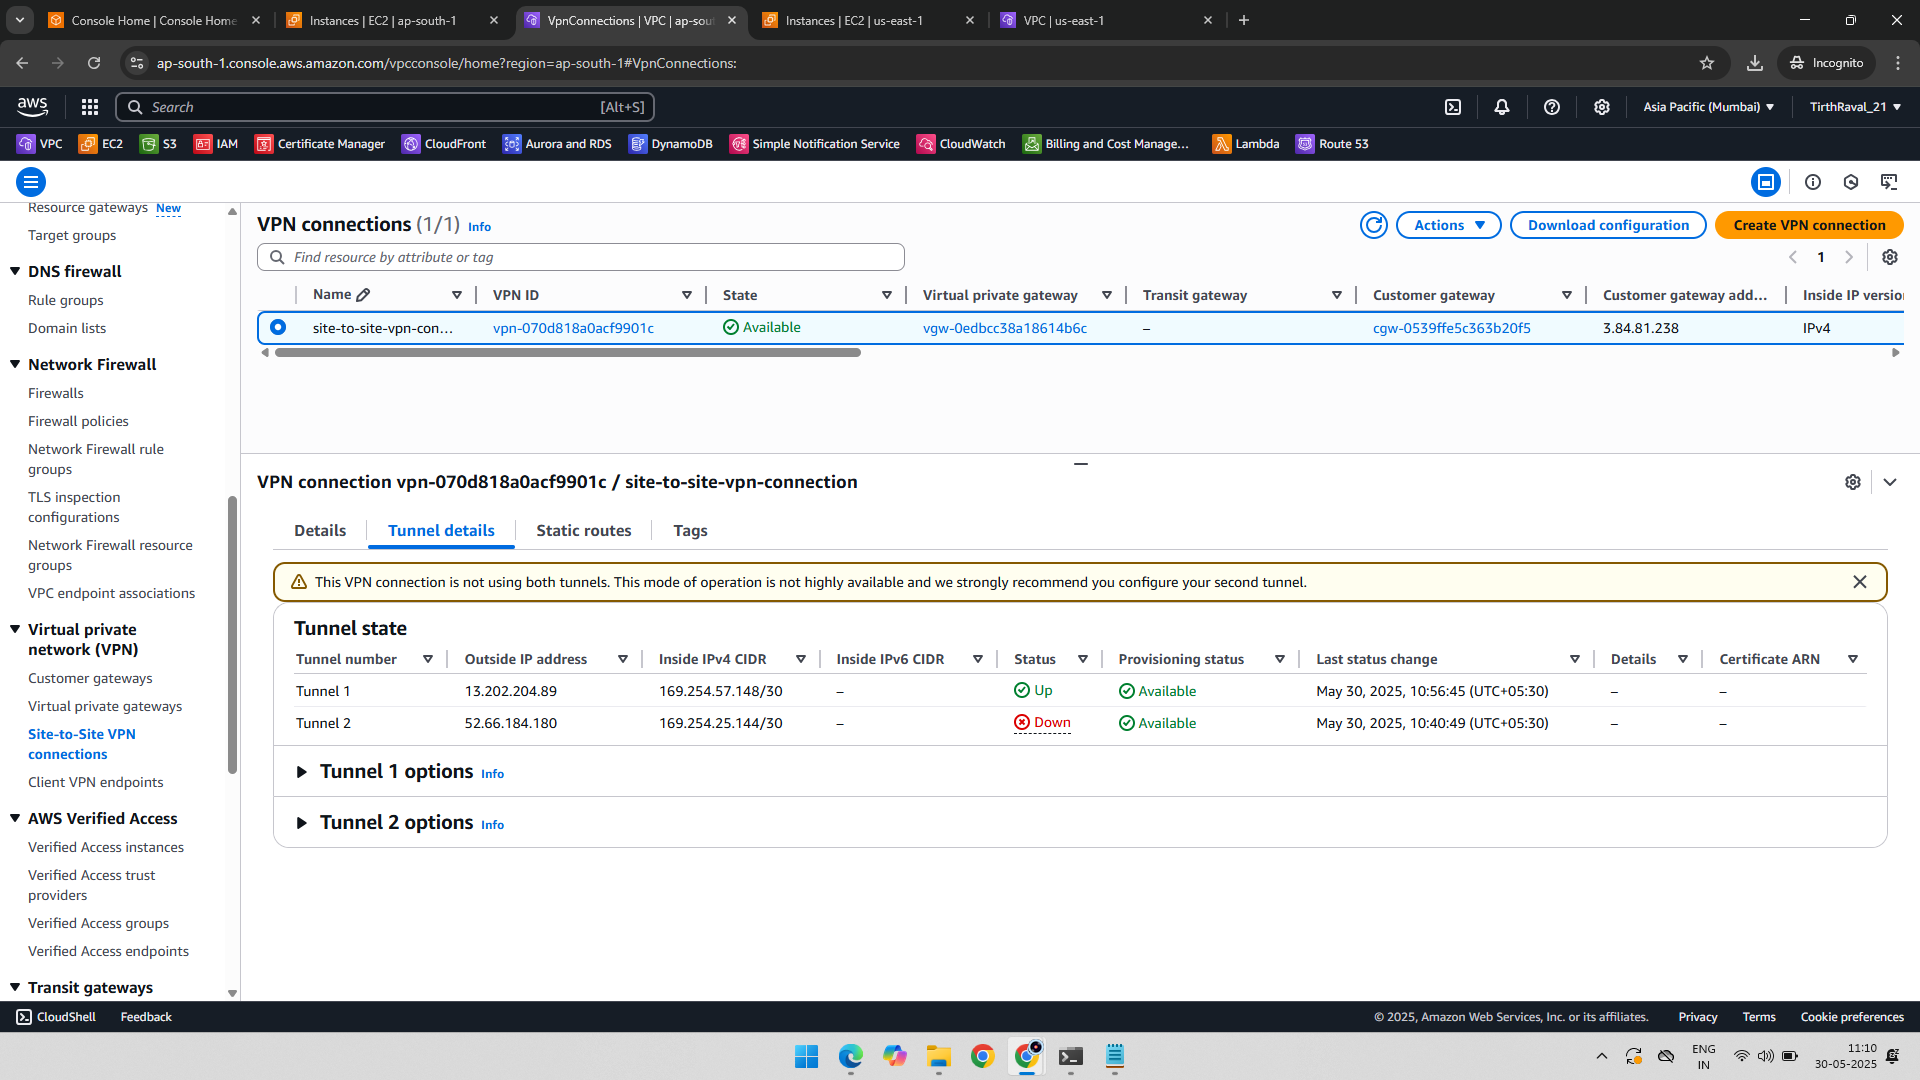 Console Home | Console Home
Instances | EC2 | ap-south-1
VpnConnections | VPC | ap-sou
Instances | EC2 | us-east-1
VPC | us-east-1
ap-south-1.console.aws.amazon.com/vpcconsole/home?region=ap-south-1#VpnConnections:
Incognito
aws
Search
[Alt+S]
Asia Pacific (Mumbai)
TirthRaval_21
VPC
EC2
S3
IAM
Certificate Manager
CloudFront
Aurora and RDS
DynamoDB
Simple Notification Service
CloudWatch
Billing and Cost Manage...
Lambda
Route 53
Resource gateways New
Target groups
DNS firewall
Rule groups
Domain lists
Network Firewall
Firewalls
Firewall policies
Network Firewall rule
groups
TLS inspection
configurations
Network Firewall resource
groups
VPC endpoint associations
Virtual private
network (VPN)
Customer gateways
Virtual private gateways
Site-to-Site VPN
connections
Client VPN endpoints
AWS Verified Access
Verified Access instances
Verified Access trust
providers
Verified Access groups
Verified Access endpoints
Transit gateways
VPN connections (1/1) Info
Actions
Download configuration
Create VPN connection
Find resource by attribute or tag
1
Name VPN ID State Virtual private gateway Transit gateway Customer gateway Customer gateway add... Inside IP versio
site-to-site-vpn-con... vpn-070d818a0acf9901c Available vgw-0edbcc38a18614b6c – cgw-0539ffe5c363b20f5 3.84.81.238 IPv4
VPN connection vpn-070d818a0acf9901c / site-to-site-vpn-connection
Details
Tunnel details
Static routes
Tags
This VPN connection is not using both tunnels. This mode of operation is not highly available and we strongly recommend you configure your second tunnel.
Tunnel state
Tunnel number Outside IP address Inside IPv4 CIDR Inside IPv6 CIDR Status Provisioning status Last status change Details Certificate ARN
Tunnel 1 13.202.204.89 169.254.57.148/30 – Up Available May 30, 2025, 10:56:45 (UTC+05:30) – –
Tunnel 2 52.66.184.180 169.254.25.144/30 – Down Available May 30, 2025, 10:40:49 (UTC+05:30) – –
Tunnel 1 options Info
Tunnel 2 options Info
CloudShell
Feedback
© 2025, Amazon Web Services, Inc. or its affiliates.
Privacy
Terms
Cookie preferences
ENG
IN
11:10
30-05-2025